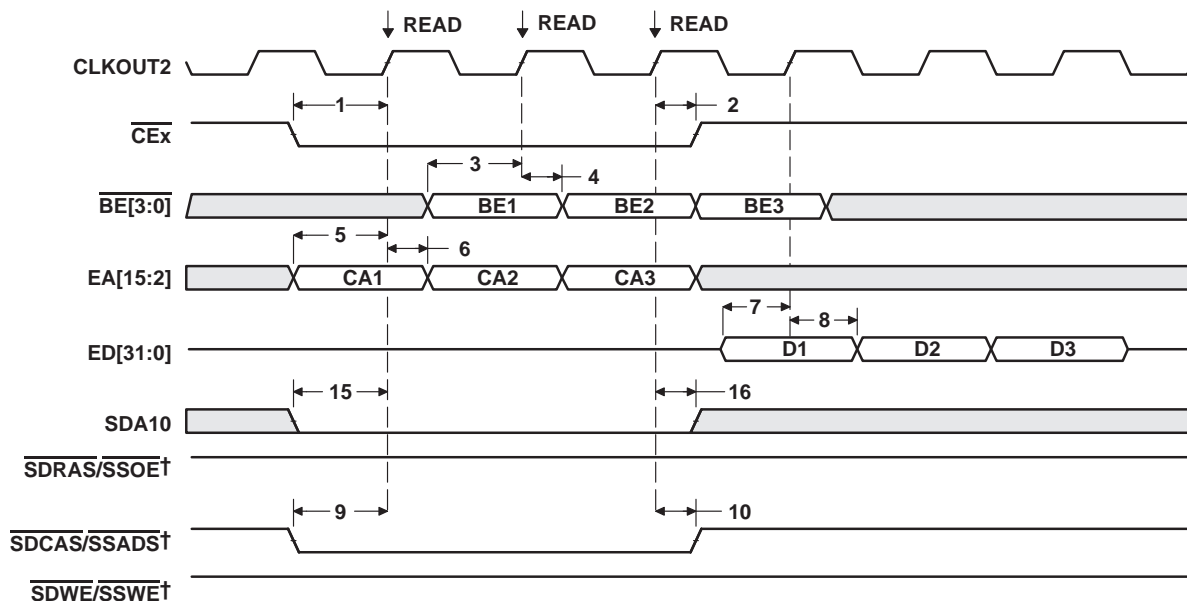 READ READ READ
CLKOUT2
1 2
CEx
3 4
BE[3:0] BE1 BE2 BE3
5 6
EA[15:2] CA1 CA2 CA3
7 8
ED[31:0] D1 D2 D3
15 16
SDA10
SDRAS/SSOE†
9 10
SDCAS/SSADS†
SDWE/SSWE†